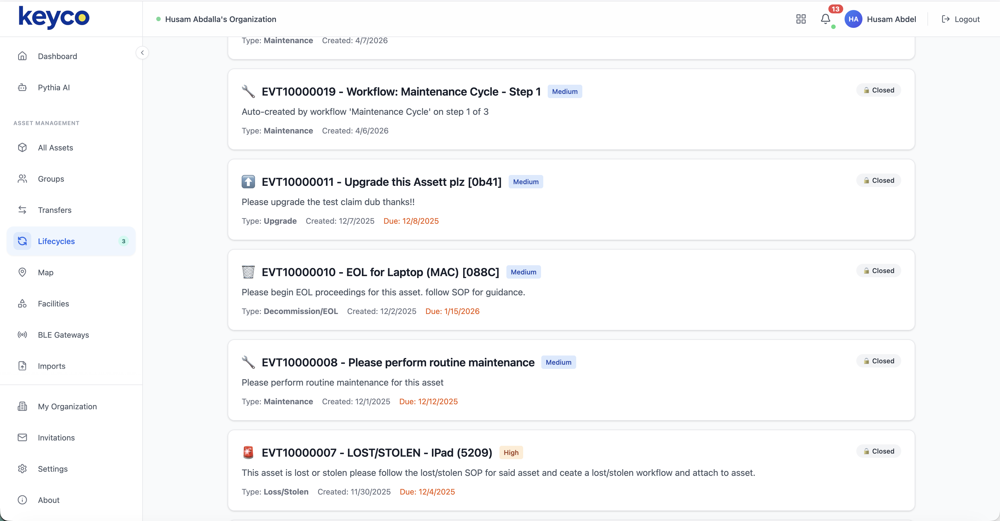 keyco
Husam Abdalla's Organization
13
HA
Husam Abdel
Logout
Dashboard
Pythia AI
ASSET MANAGEMENT
All Assets
Groups
Transfers
Lifecycles
3
Map
Facilities
BLE Gateways
Imports
My Organization
Invitations
Settings
About
Type: Maintenance Created: 4/7/2026
EVT10000019 - Workflow: Maintenance Cycle - Step 1 Medium
Closed
Auto-created by workflow 'Maintenance Cycle' on step 1 of 3
Type: Maintenance Created: 4/6/2026
EVT10000011 - Upgrade this Assett plz [0b41] Medium
Closed
Please upgrade the test claim dub thanks!!
Type: Upgrade Created: 12/7/2025 Due: 12/8/2025
EVT10000010 - EOL for Laptop (MAC) [088C] Medium
Closed
Please begin EOL proceedings for this asset. follow SOP for guidance.
Type: Decommission/EOL Created: 12/2/2025 Due: 1/15/2026
EVT10000008 - Please perform routine maintenance Medium
Closed
Please perform routine maintenance for this asset
Type: Maintenance Created: 12/1/2025 Due: 12/12/2025
EVT10000007 - LOST/STOLEN - IPad (5209) High
Closed
This asset is lost or stolen please follow the lost/stolen SOP for said asset and ceate a lost/stolen workflow and attach to asset.
Type: Loss/Stolen Created: 11/30/2025 Due: 12/4/2025